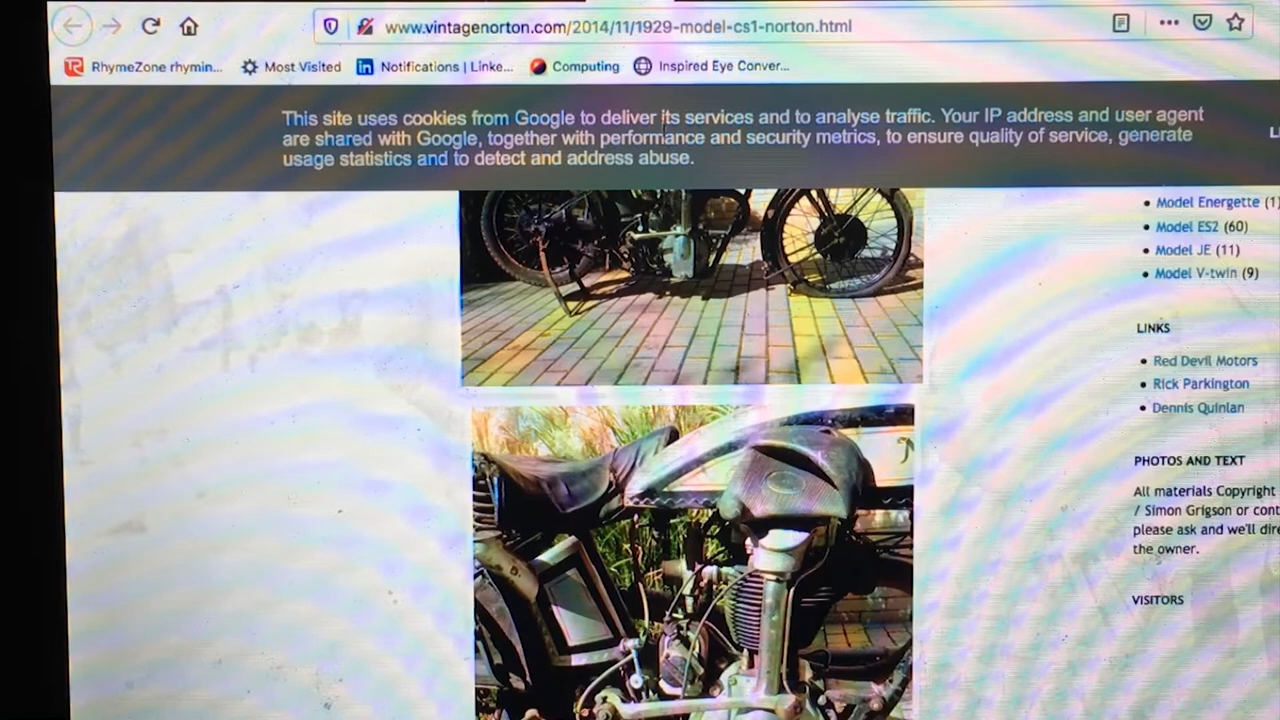 www.vintagenorton.com/2014/11/1929-model-cs1-norton.html
RhymeZone rhymin... Most Visited Notifications | Linke... Computing Inspired Eye Conver...
This site uses cookies from Google to deliver its services and to analyse traffic. Your IP address and user agent
are shared with Google, together with performance and security metrics, to ensure quality of service, generate
usage statistics and to detect and address abuse.
Model Energette (1)
Model ES2 (60)
Model JE (11)
Model V-twin (9)
LINKS
Red Devil Motors
Rick Parkington
Dennis Quinlan
PHOTOS AND TEXT
All materials Copyright
/ Simon Grigson or cont
please ask and we'll dire
the owner.
VISITORS